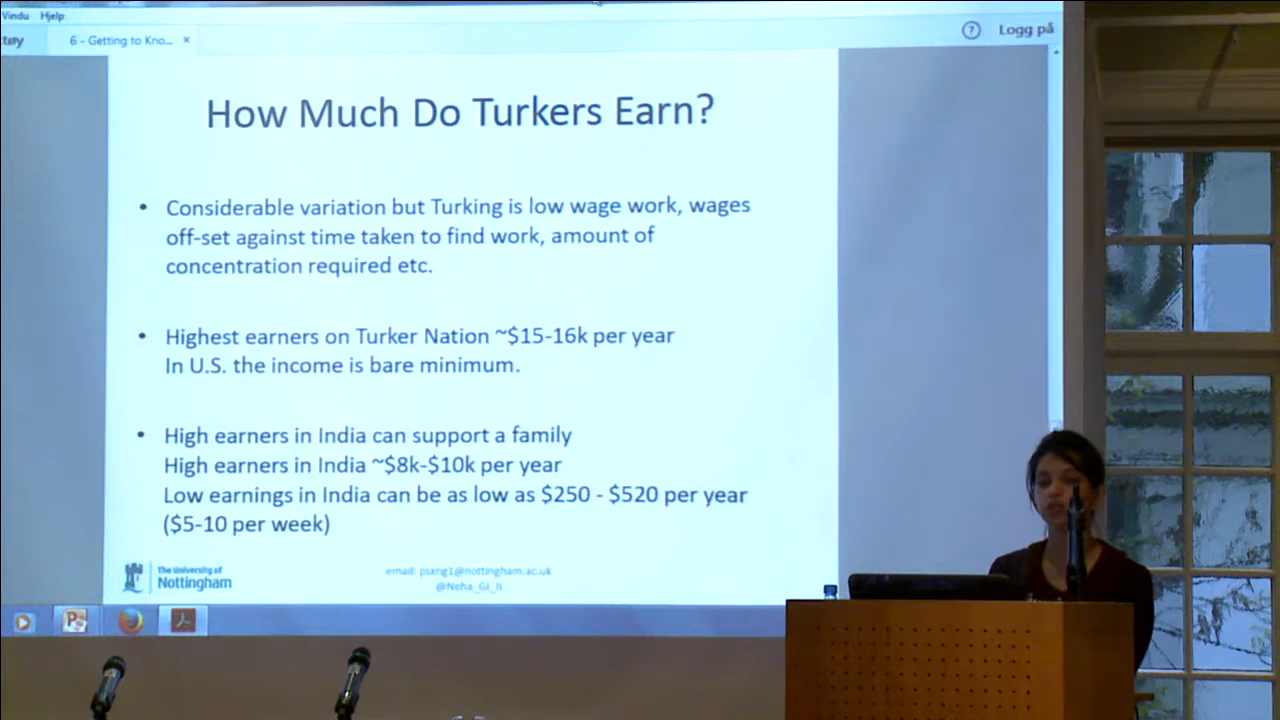 Vindu Hjelp
tøy
6 - Getting to Kno... ×
? Logg på
How Much Do Turkers Earn?
• Considerable variation but Turking is low wage work, wages
off-set against time taken to find work, amount of
concentration required etc.
• Highest earners on Turker Nation ~$15-16k per year
In U.S. the income is bare minimum.
• High earners in India can support a family
High earners in India ~$8k-$10k per year
Low earnings in India can be as low as $250 - $520 per year
($5-10 per week)
The University of
Nottingham
email: psxng1@nottingham.ac.uk
@Neha_Gi_li